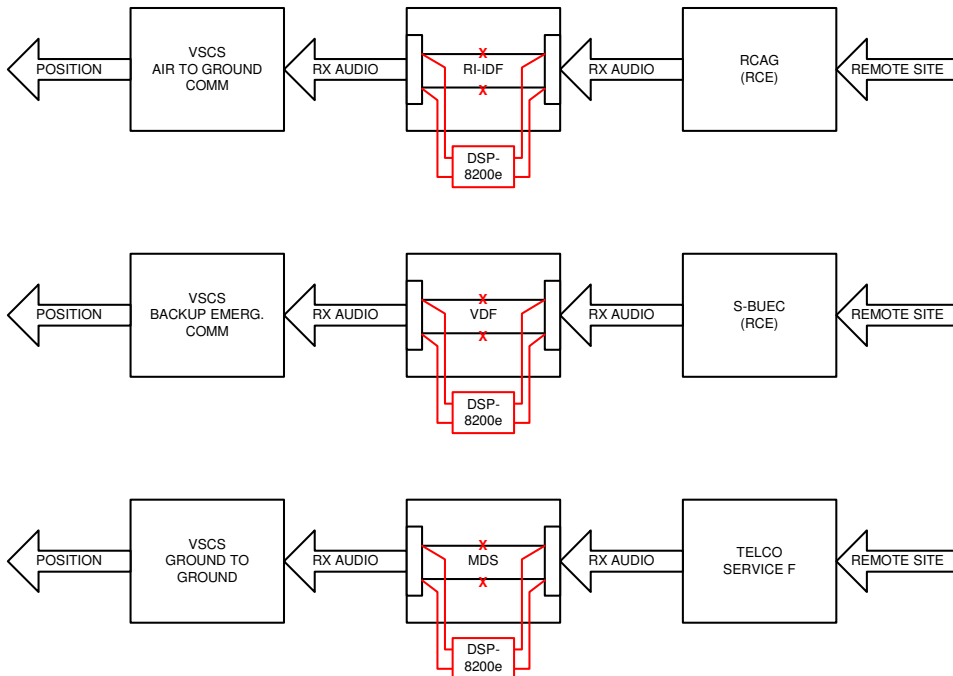 POSITION
VSCS
AIR TO GROUND
COMM
RX AUDIO
X
RI-IDF
X
DSP-
8200e
RX AUDIO
RCAG
(RCE)
REMOTE SITE
POSITION
VSCS
BACKUP EMERG.
COMM
RX AUDIO
X
VDF
X
DSP-
8200e
RX AUDIO
S-BUEC
(RCE)
REMOTE SITE
POSITION
VSCS
GROUND TO
GROUND
RX AUDIO
X
MDS
X
DSP-
8200e
RX AUDIO
TELCO
SERVICE F
REMOTE SITE